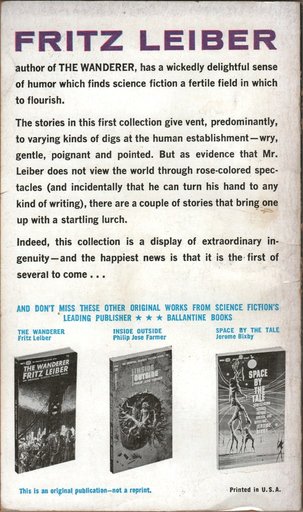 FRITZ LEIBER
author of THE WANDERER, has a wickedly delightful sense
of humor which finds science fiction a fertile field in which
to flourish.
The stories in this first collection give vent, predominantly,
to varying kinds of digs at the human establishment—wry,
gentle, poignant and pointed. But as evidence that Mr.
Leiber does not view the world through rose-colored spec-
tacles (and incidentally that he can turn his hand to any
kind of writing), there are a couple of stories that bring one
up with a startling lurch.
Indeed, this collection is a display of extraordinary in-
genuity—and the happiest news is that it is the first of
several to come . . .
AND DON'T MISS THESE OTHER ORIGINAL WORKS FROM SCIENCE FICTION'S
LEADING PUBLISHER ★ ★ ★ BALLANTINE BOOKS
THE WANDERER
Fritz Leiber
INSIDE OUTSIDE
Philip Jose Farmer
SPACE BY THE TALE
Jerome Bixby
THE WANDERER
FRITZ LEIBER
INSIDE
OUTSIDE
SPACE
BY THE
TALE
This is an original publication—not a reprint.
Printed in U.S.A.